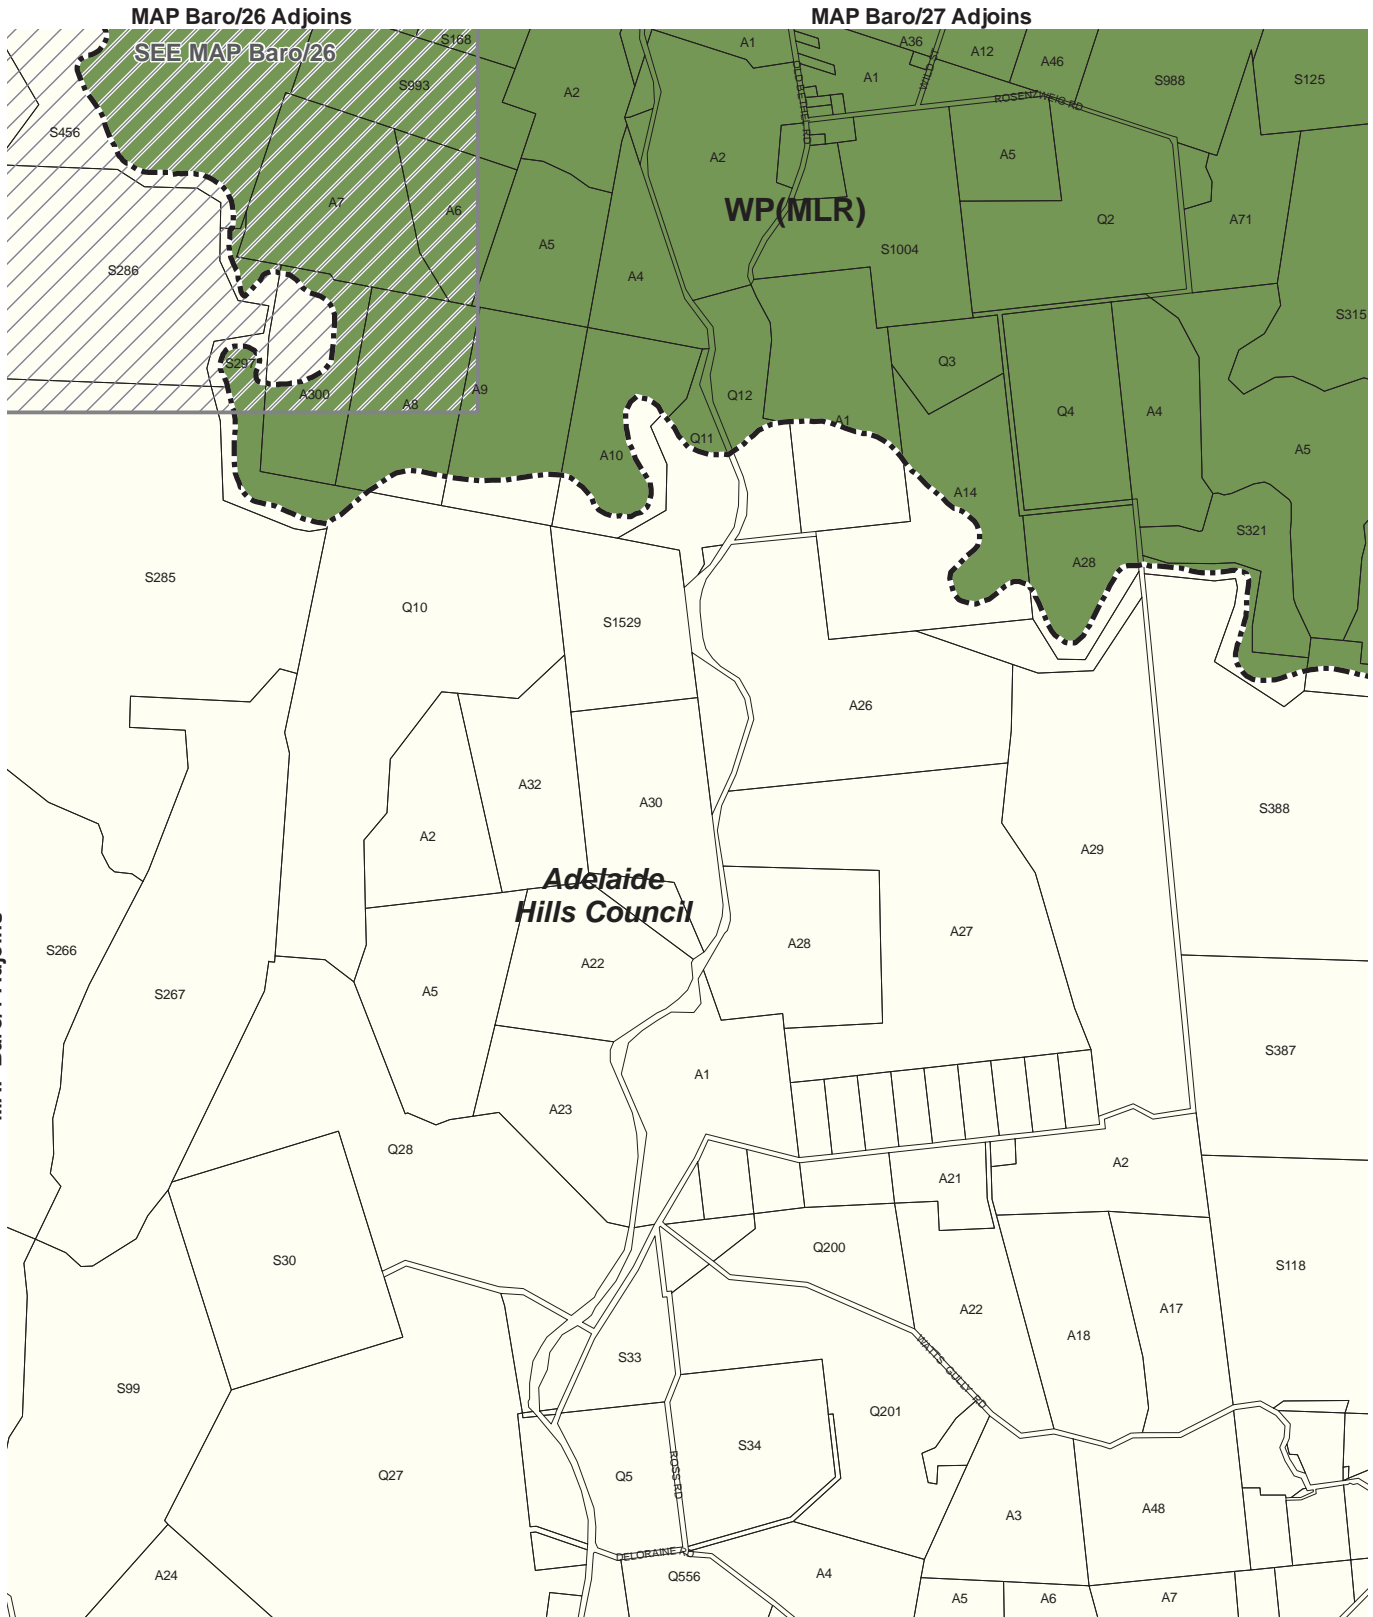 MAP Baro/26 Adjoins
MAP Baro/27 Adjoins
SEE MAP Baro/26
S168
A1
A36
A12
A46
S988
S125
S993
A2
A1
WILD ST
OLD BETHEL RD
ROSENZWEIG RD
S456
A2
A5
A7
A6
WP(MLR)
Q2
A71
A5
S1004
S286
A4
S315
S297
Q3
A300
A8
A9
Q12
A1
Q4
A4
Q11
A10
A5
A14
S321
A28
S285
Q10
S1529
A26
A32
A30
S388
A2
A29
Adelaide
Hills Council
A27
A28
S266
A22
S267
A5
S387
A1
A23
Q28
A2
A21
Q200
S30
S118
A22
A17
A18
S33
WATTS GULLY RD
S99
Q201
S34
Q27
Q5
ROSS RD
A3
A48
DELORAINE RD
A24
Q556
A4
A5
A6
A7